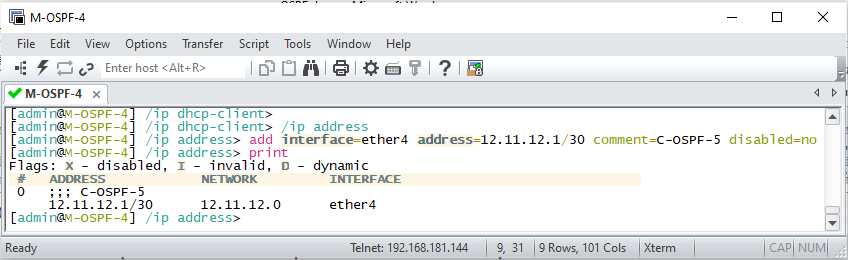 M-OSPF-4
File Edit View Options Transfer Script Tools Window Help
Enter host <Alt+R>
M-OSPF-4
[admin@M-OSPF-4] /ip dhcp-client>
[admin@M-OSPF-4] /ip dhcp-client> /ip address
[admin@M-OSPF-4] /ip address> add interface=ether4 address=12.11.12.1/30 comment=C-OSPF-5 disabled=no
[admin@M-OSPF-4] /ip address> print
Flags: X - disabled, I - invalid, D - dynamic
# ADDRESS NETWORK INTERFACE
0 ;;; C-OSPF-5
12.11.12.1/30 12.11.12.0 ether4
[admin@M-OSPF-4] /ip address>
Ready Telnet: 192.168.181.144 9, 31 9 Rows, 101 Cols Xterm CAP NUM